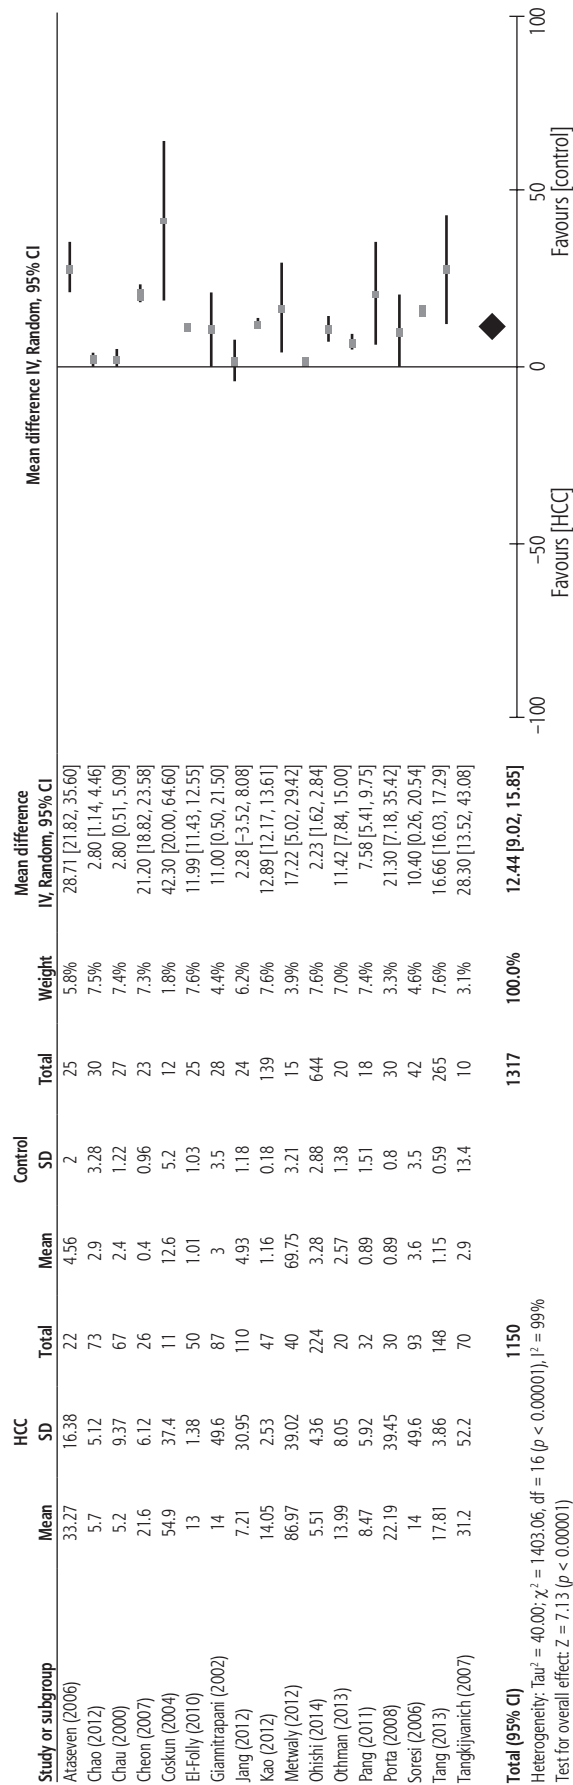 HCC Control Mean difference Mean difference IV, Random, 95% CI
Study or subgroup Mean SD Total Mean SD Total Weight IV, Random, 95% CI
Ataseven (2006) 33.27 16.38 22 4.56 2 25 5.8% 28.71 [21.82, 35.60]
Chao (2012) 5.7 5.12 73 2.9 3.28 30 7.5% 2.80 [1.14, 4.46]
Chau (2000) 5.2 9.37 67 2.4 1.22 27 7.4% 2.80 [0.51, 5.09]
Cheon (2007) 21.6 6.12 26 0.4 0.96 23 7.3% 21.20 [18.82, 23.58]
Coskun (2004) 54.9 37.4 11 12.6 5.2 12 1.8% 42.30 [20.00, 64.60]
El-Folly (2010) 13 1.38 50 1.01 1.03 25 7.6% 11.99 [11.43, 12.55]
Giannitrapani (2002) 14 49.6 87 3 3.5 28 4.4% 11.00 [0.50, 21.50]
Jang (2012) 7.21 30.95 110 4.93 1.18 24 6.2% 2.28 [−3.52, 8.08]
Kao (2012) 14.05 2.53 47 1.16 0.18 139 7.6% 12.89 [12.17, 13.61]
Metwaly (2012) 86.97 39.02 40 69.75 3.21 15 3.9% 17.22 [5.02, 29.42]
Ohishi (2014) 5.51 4.36 224 3.28 2.88 644 7.6% 2.23 [1.62, 2.84]
Othman (2013) 13.99 8.05 20 2.57 1.38 20 7.0% 11.42 [7.84, 15.00]
Pang (2011) 8.47 5.92 32 0.89 1.51 18 7.4% 7.58 [5.41, 9.75]
Porta (2008) 22.19 39.45 30 0.89 0.8 30 3.3% 21.30 [7.18, 35.42]
Soresi (2006) 14 49.6 93 3.6 3.5 42 4.6% 10.40 [0.26, 20.54]
Tang (2013) 17.81 3.86 148 1.15 0.59 265 7.6% 16.66 [16.03, 17.29]
Tangkijvanich (2007) 31.2 52.2 70 2.9 13.4 10 3.1% 28.30 [13.52, 43.08]
Total (95% CI) 1150 1317 100.0% 12.44 [9.02, 15.85]
Heterogeneity: Tau² = 40.00; χ² = 1403.06, df = 16 (p < 0.00001), I² = 99%
Test for overall effect: Z = 7.13 (p < 0.00001)
−100 −50 0 50 100
Favours [HCC] Favours [control]